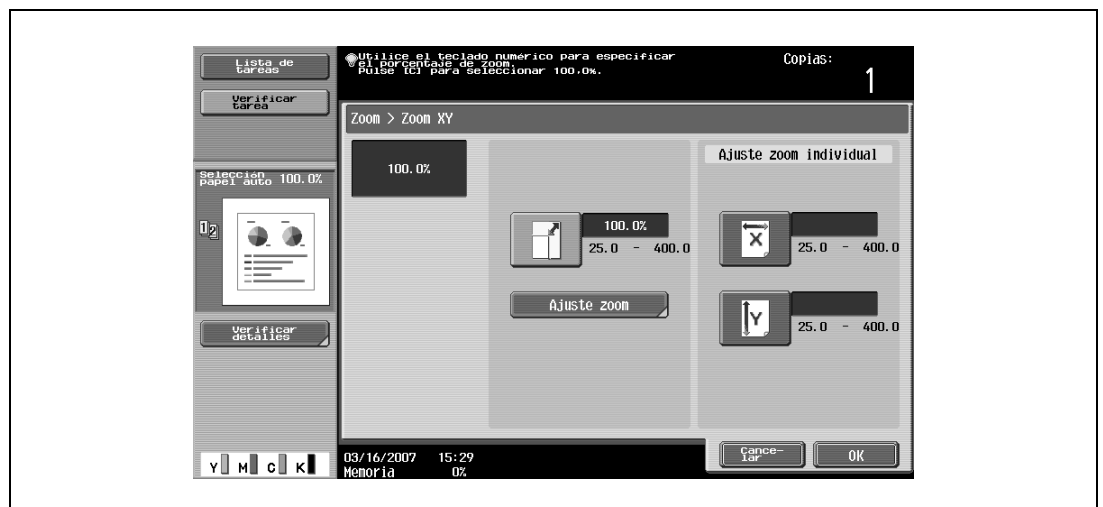 Lista de
tareas
Verificar
tarea
Utilice el teclado numérico para especificar
el porcentaje de zoom.
Pulse [C] para seleccionar 100,0%.
Copias:
1
Zoom > Zoom XY
Selección
papel auto 100.0%
12
Verificar
detalles
100.0%
100.0%
25.0 - 400.0
Ajuste zoom
Ajuste zoom individual
X
25.0 - 400.0
Y
25.0 - 400.0
Y M C K
03/16/2007 15:29
Memoria 0%
Cance-
lar
OK